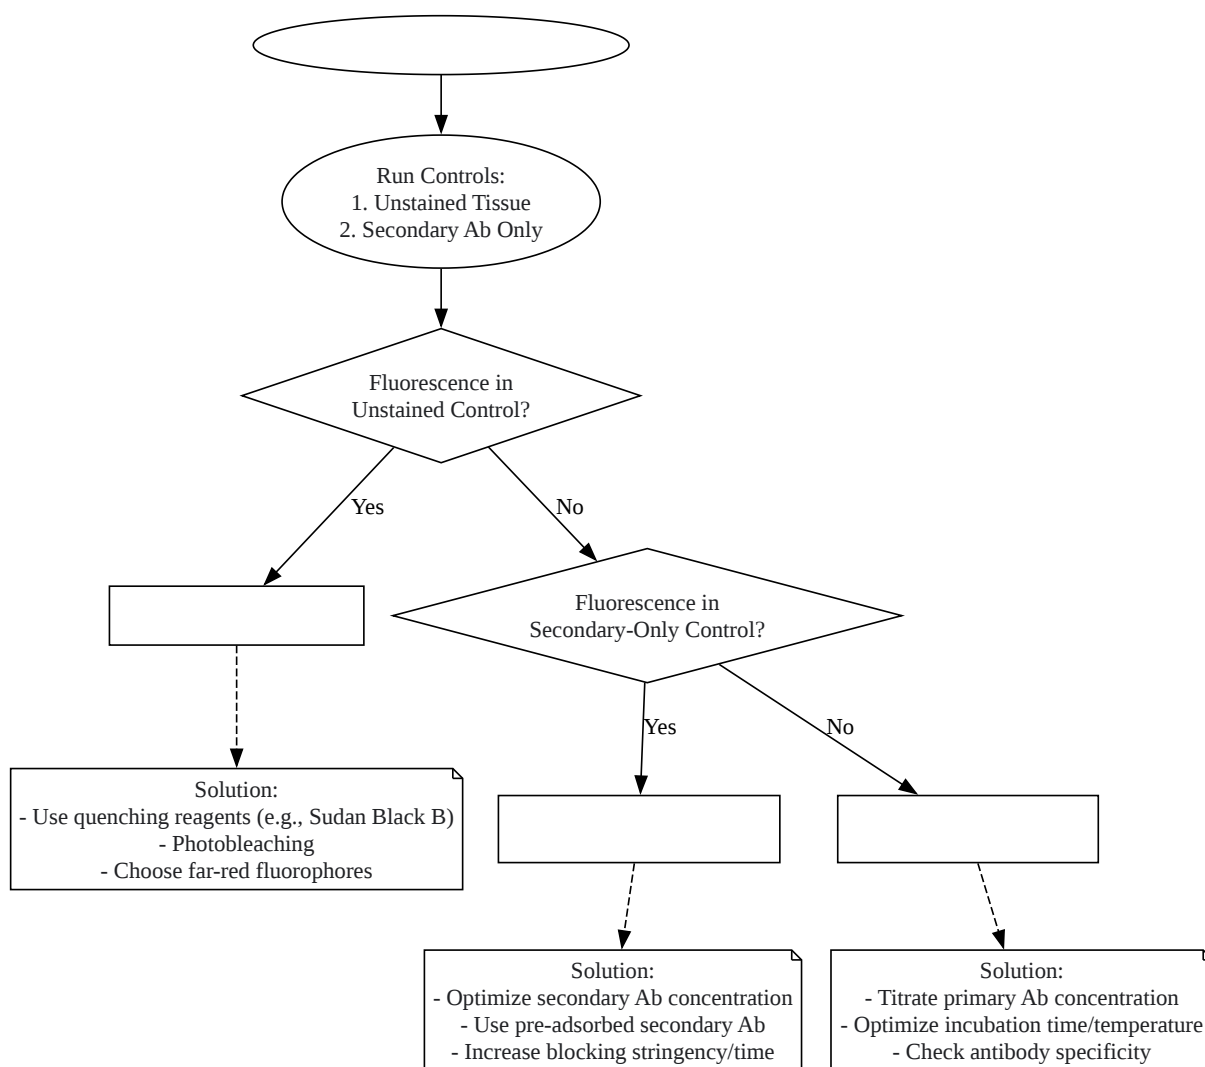 Run Controls:
1. Unstained Tissue
2. Secondary Ab Only
Fluorescence in
Unstained Control?
Yes
No
Fluorescence in
Secondary-Only Control?
Yes
No
Solution:
- Use quenching reagents (e.g., Sudan Black B)
- Photobleaching
- Choose far-red fluorophores
Solution:
- Optimize secondary Ab concentration
- Use pre-adsorbed secondary Ab
- Increase blocking stringency/time
Solution:
- Titrate primary Ab concentration
- Optimize incubation time/temperature
- Check antibody specificity